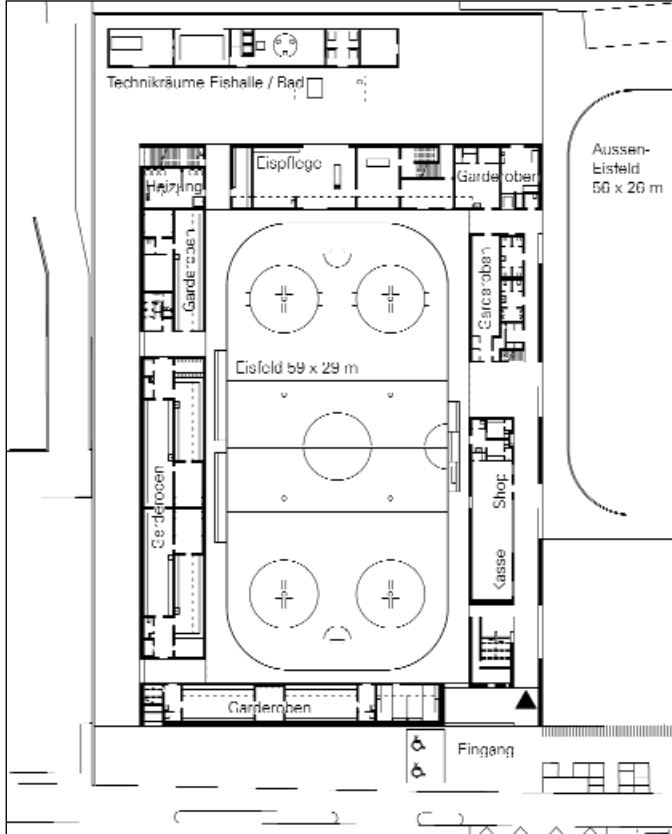 Technikräume Eishalle / Bad
Eispflege
Garderoben
Heizung
Aussen-
Eisfeld
56 x 26 m
Garderoben
Garderoben
Eisfeld 59 x 29 m
Garderoben
Shop
Kasse
Garderoben
Eingang